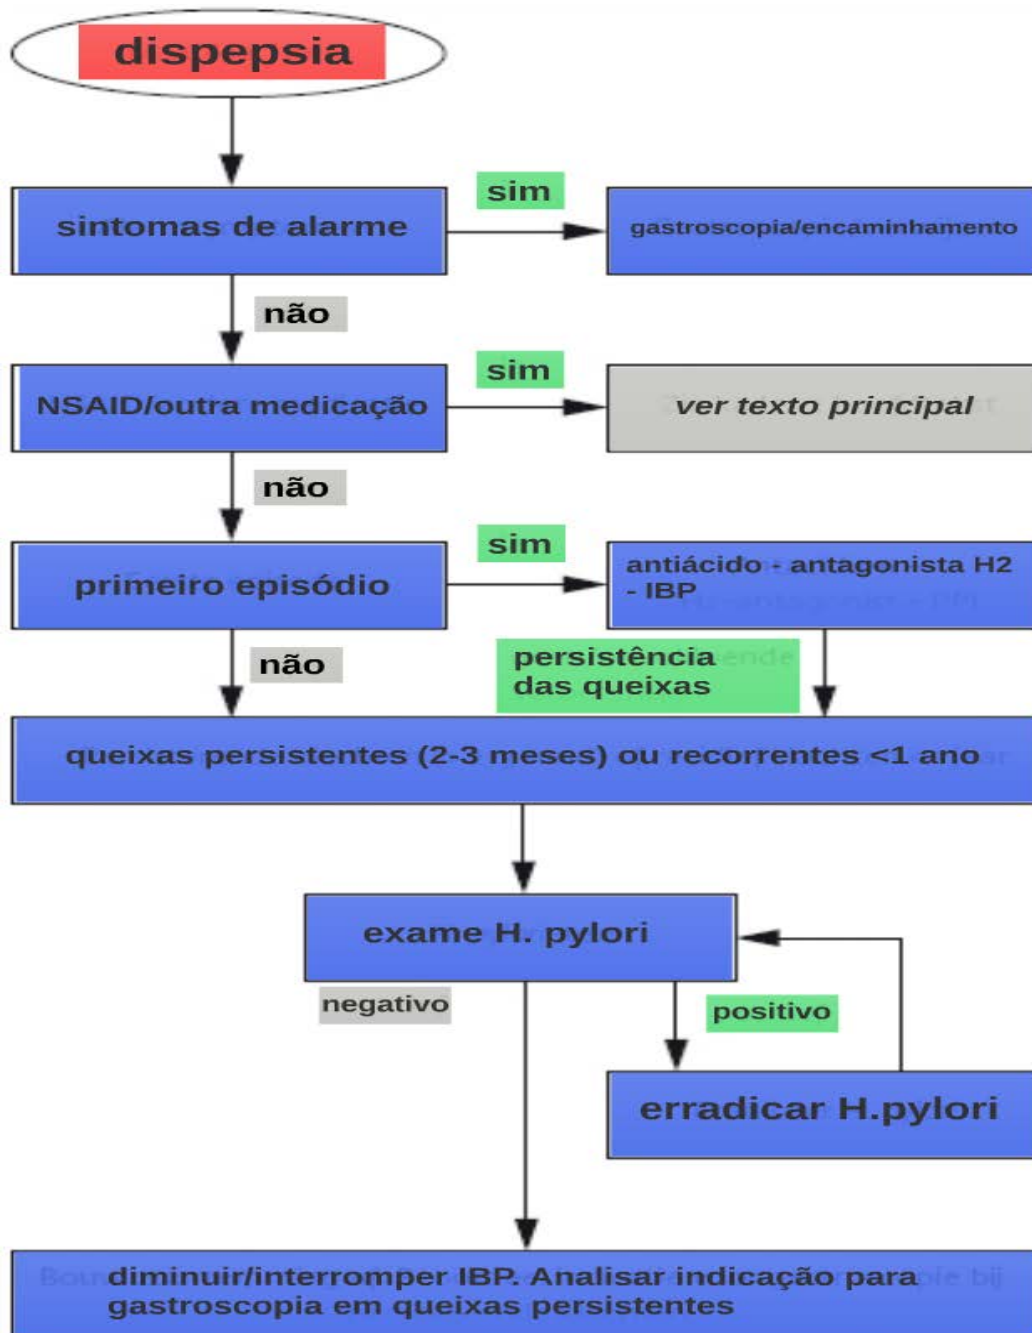 dispepsia
sintomas de alarme
sim
gastroscopia/encaminhamento
não
NSAID/outra medicação
sim
ver texto principal
não
primeiro episódio
sim
antiácido - antagonista H2
- IBP
não
persistência
das queixas
queixas persistentes (2-3 meses) ou recorrentes <1 ano
exame H. pylori
negativo
positivo
erradicar H.pylori
diminuir/interromper IBP. Analisar indicação para
gastroscopia em queixas persistentes